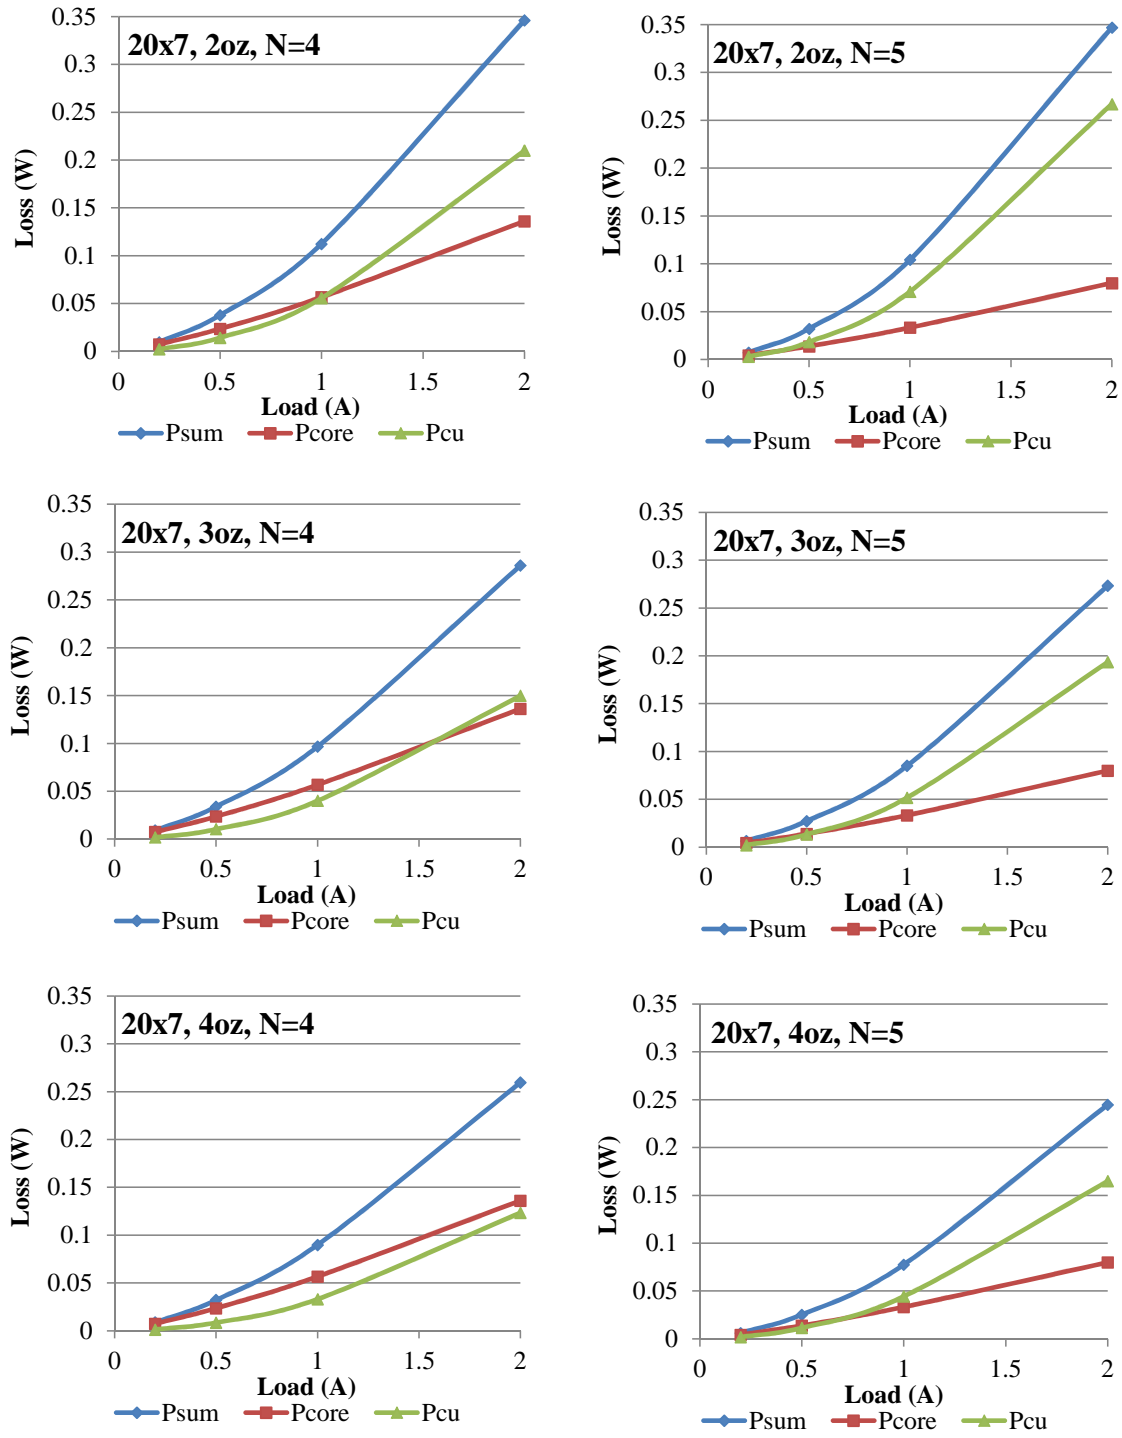 20x7, 2oz, N=4
0.35
0.3
0.25
0.2
0.15
0.1
0.05
0
Loss (W)
0 0.5 1 1.5 2
Load (A)
Psum Pcore Pcu
20x7, 2oz, N=5
0.35
0.3
0.25
0.2
0.15
0.1
0.05
0
Loss (W)
0 0.5 1 1.5 2
Load (A)
Psum Pcore Pcu
20x7, 3oz, N=4
0.35
0.3
0.25
0.2
0.15
0.1
0.05
0
Loss (W)
0 0.5 1 1.5 2
Load (A)
Psum Pcore Pcu
20x7, 3oz, N=5
0.35
0.3
0.25
0.2
0.15
0.1
0.05
0
Loss (W)
0 0.5 1 1.5 2
Load (A)
Psum Pcore Pcu
20x7, 4oz, N=4
0.35
0.3
0.25
0.2
0.15
0.1
0.05
0
Loss (W)
0 0.5 1 1.5 2
Load (A)
Psum Pcore Pcu
20x7, 4oz, N=5
0.35
0.3
0.25
0.2
0.15
0.1
0.05
0
Loss (W)
0 0.5 1 1.5 2
Load (A)
Psum Pcore Pcu